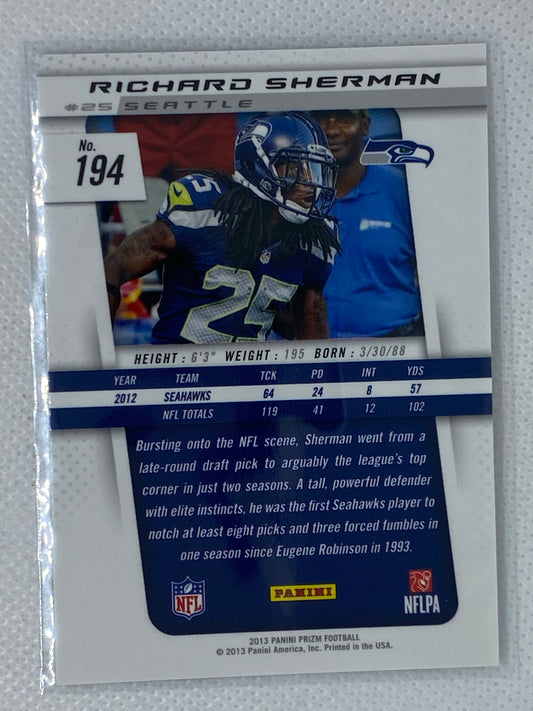 RICHARD SHERMAN
#25 SEATTLE
No.
194
25
25
HEIGHT : 6'3" WEIGHT : 195 BORN : 3/30/88
YEAR TEAM TCK PD INT YDS
2012 SEAHAWKS 64 24 8 57
NFL TOTALS 119 41 12 102
Bursting onto the NFL scene, Sherman went from a
late-round draft pick to arguably the league's top
corner in just two seasons. A tall, powerful defender
with elite instincts, he was the first Seahawks player to
notch at least eight picks and three forced fumbles in
one season since Eugene Robinson in 1993.
NFL PANINI NFLPA
2013 PANINI PRIZM FOOTBALL
© 2013 Panini America, Inc. Printed in the USA.